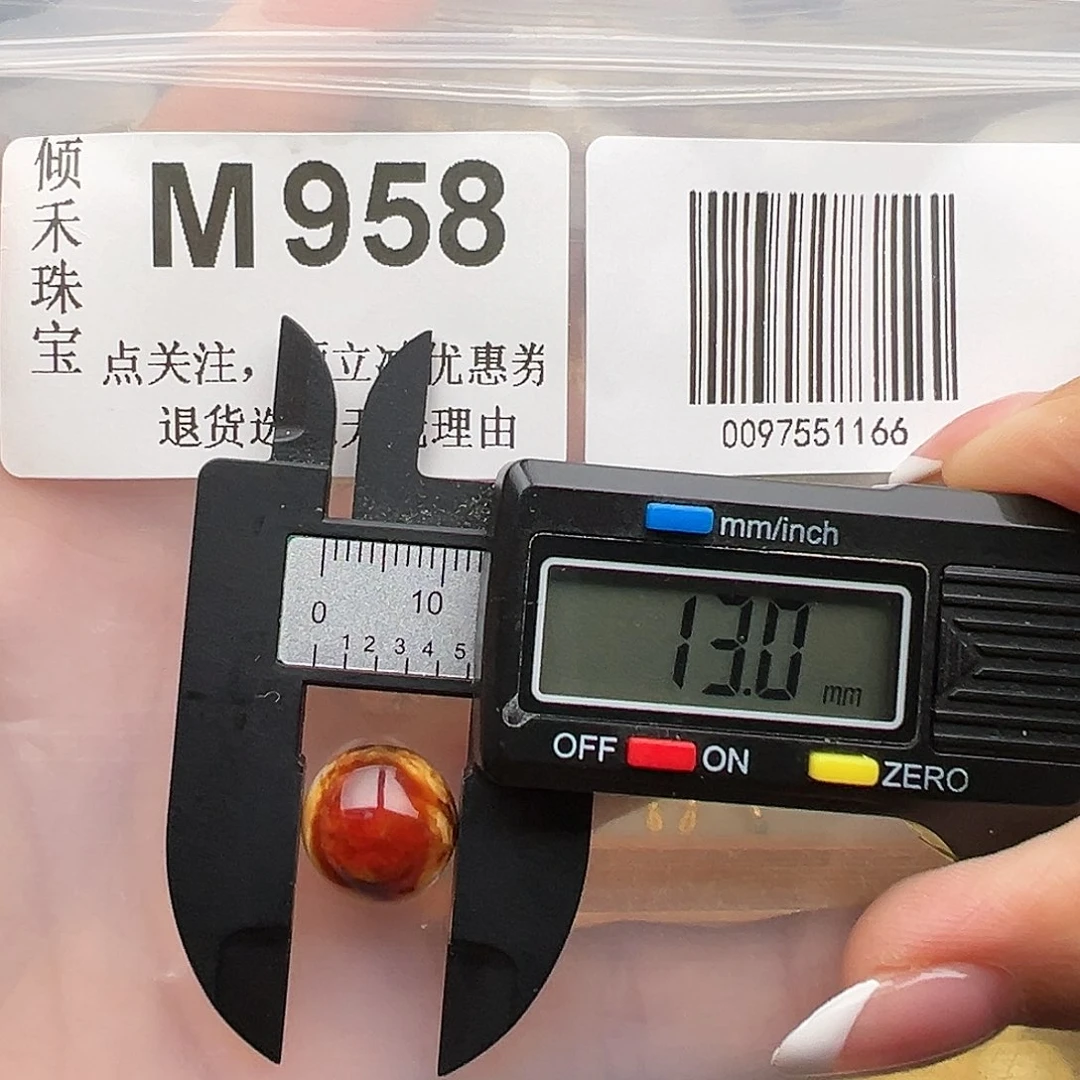 倾禾珠宝
M958
点关注， 立 优惠券
退货选 理由
0097551166
mm/inch
0 10
1 2 3 4 5
13.0 mm
OFF ON ZERO